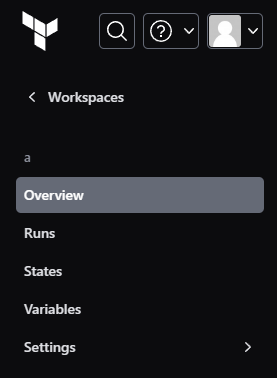 Workspaces
a
Overview
Runs
States
Variables
Settings